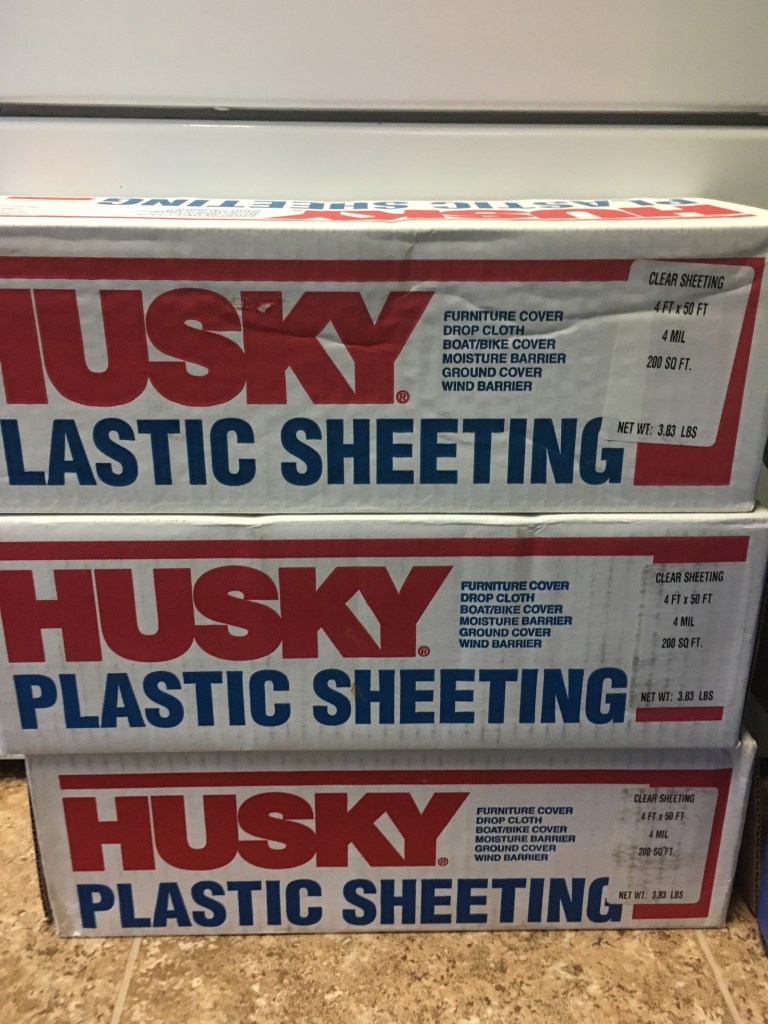 PLASTIC SHEETING
HUSKY
PLASTIC SHEETING
HUSKY®
FURNITURE COVER
DROP CLOTH
BOAT/BIKE COVER
MOISTURE BARRIER
GROUND COVER
WIND BARRIER
CLEAR SHEETING
4 FT x 50 FT
4 MIL
200 SQ FT.
NET WT: 3.83 LBS
LASTIC SHEETING
HUSKY®
FURNITURE COVER
DROP CLOTH
BOAT/BIKE COVER
MOISTURE BARRIER
GROUND COVER
WIND BARRIER
CLEAR SHEETING
4 FT x 50 FT
4 MIL
200 SQ FT.
NET WT: 3.83 LBS
PLASTIC SHEETING
HUSKY®
FURNITURE COVER
DROP CLOTH
BOAT/BIKE COVER
MOISTURE BARRIER
GROUND COVER
WIND BARRIER
CLEAR SHEETING
4 FT x 50 FT
4 MIL
200 SQ FT.
NET WT: 3.83 LBS
PLASTIC SHEETING